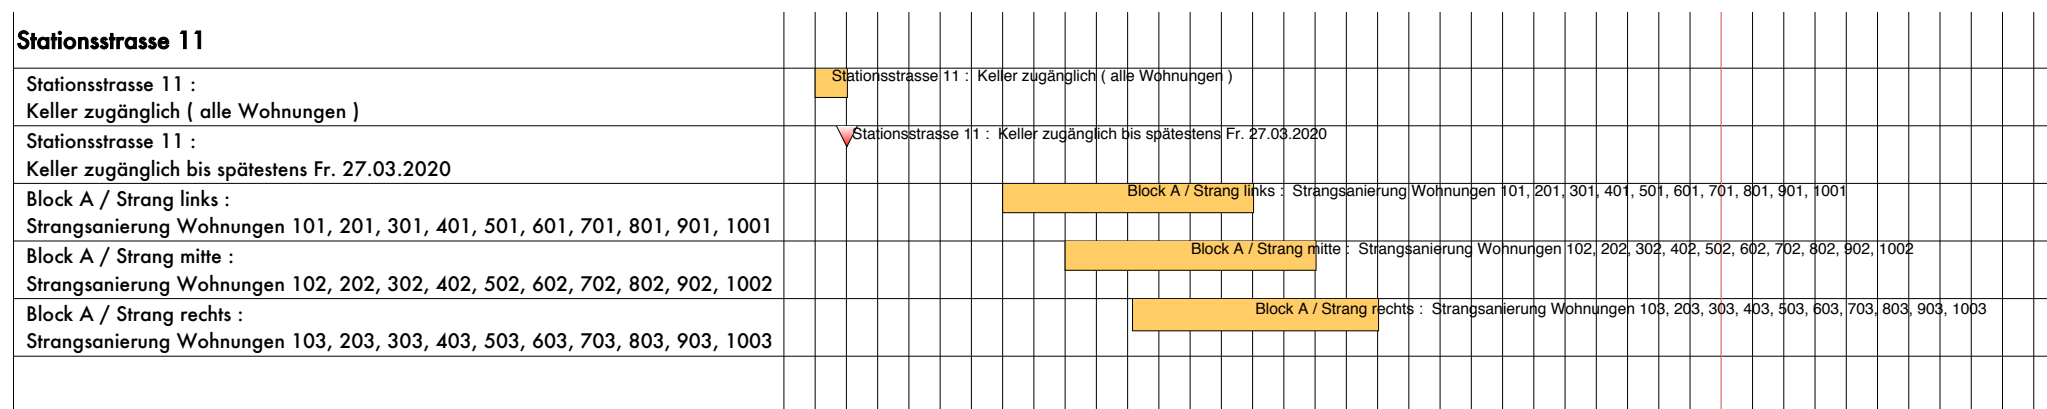 Stationsstrasse 11
Stationsstrasse 11 :
Keller zugänglich ( alle Wohnungen )
Stationsstrasse 11 : Keller zugänglich ( alle Wohnungen )
Stationsstrasse 11 :
Keller zugänglich bis spätestens Fr. 27.03.2020
Stationsstrasse 11 : Keller zugänglich bis spätestens Fr. 27.03.2020
Block A / Strang links :
Strangsanierung Wohnungen 101, 201, 301, 401, 501, 601, 701, 801, 901, 1001
Block A / Strang links : Strangsanierung Wohnungen 101, 201, 301, 401, 501, 601, 701, 801, 901, 1001
Block A / Strang mitte :
Strangsanierung Wohnungen 102, 202, 302, 402, 502, 602, 702, 802, 902, 1002
Block A / Strang mitte : Strangsanierung Wohnungen 102, 202, 302, 402, 502, 602, 702, 802, 902, 1002
Block A / Strang rechts :
Strangsanierung Wohnungen 103, 203, 303, 403, 503, 603, 703, 803, 903, 1003
Block A / Strang rechts : Strangsanierung Wohnungen 103, 203, 303, 403, 503, 603, 703, 803, 903, 1003